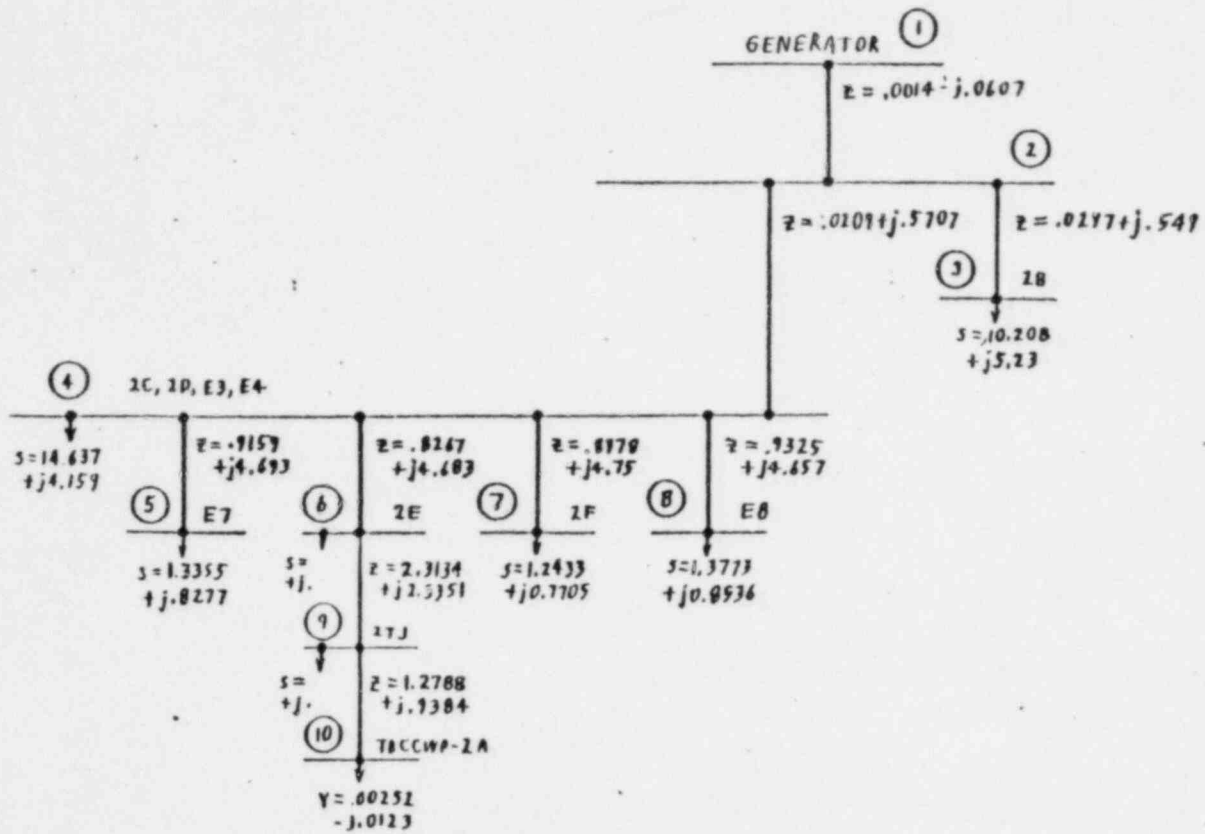 GENERATOR 1
Z = .0014 - j.0607
2
Z = .0209 + j.5707
Z = .0247 + j.549
3
2B
S = 10.208
+ j5.23
4
2C, 2D, E3, E4
S = 14.637
+ j4.159
Z = .9159
+ j4.693
Z = .8267
+ j4.683
Z = .8978
+ j4.75
Z = .9325
+ j4.657
5
E7
6
2E
7
2F
8
E8
S = 1.3355
+ j.8277
S =
+ j.
Z = 2.3134
+ j2.5351
S = 1.2433
+ j0.7705
S = 1.3773
+ j0.8536
9
2TJ
S =
+ j.
Z = 1.2788
+ j.9384
10
TBCCWP-2A
Y = .00252
- j.0123